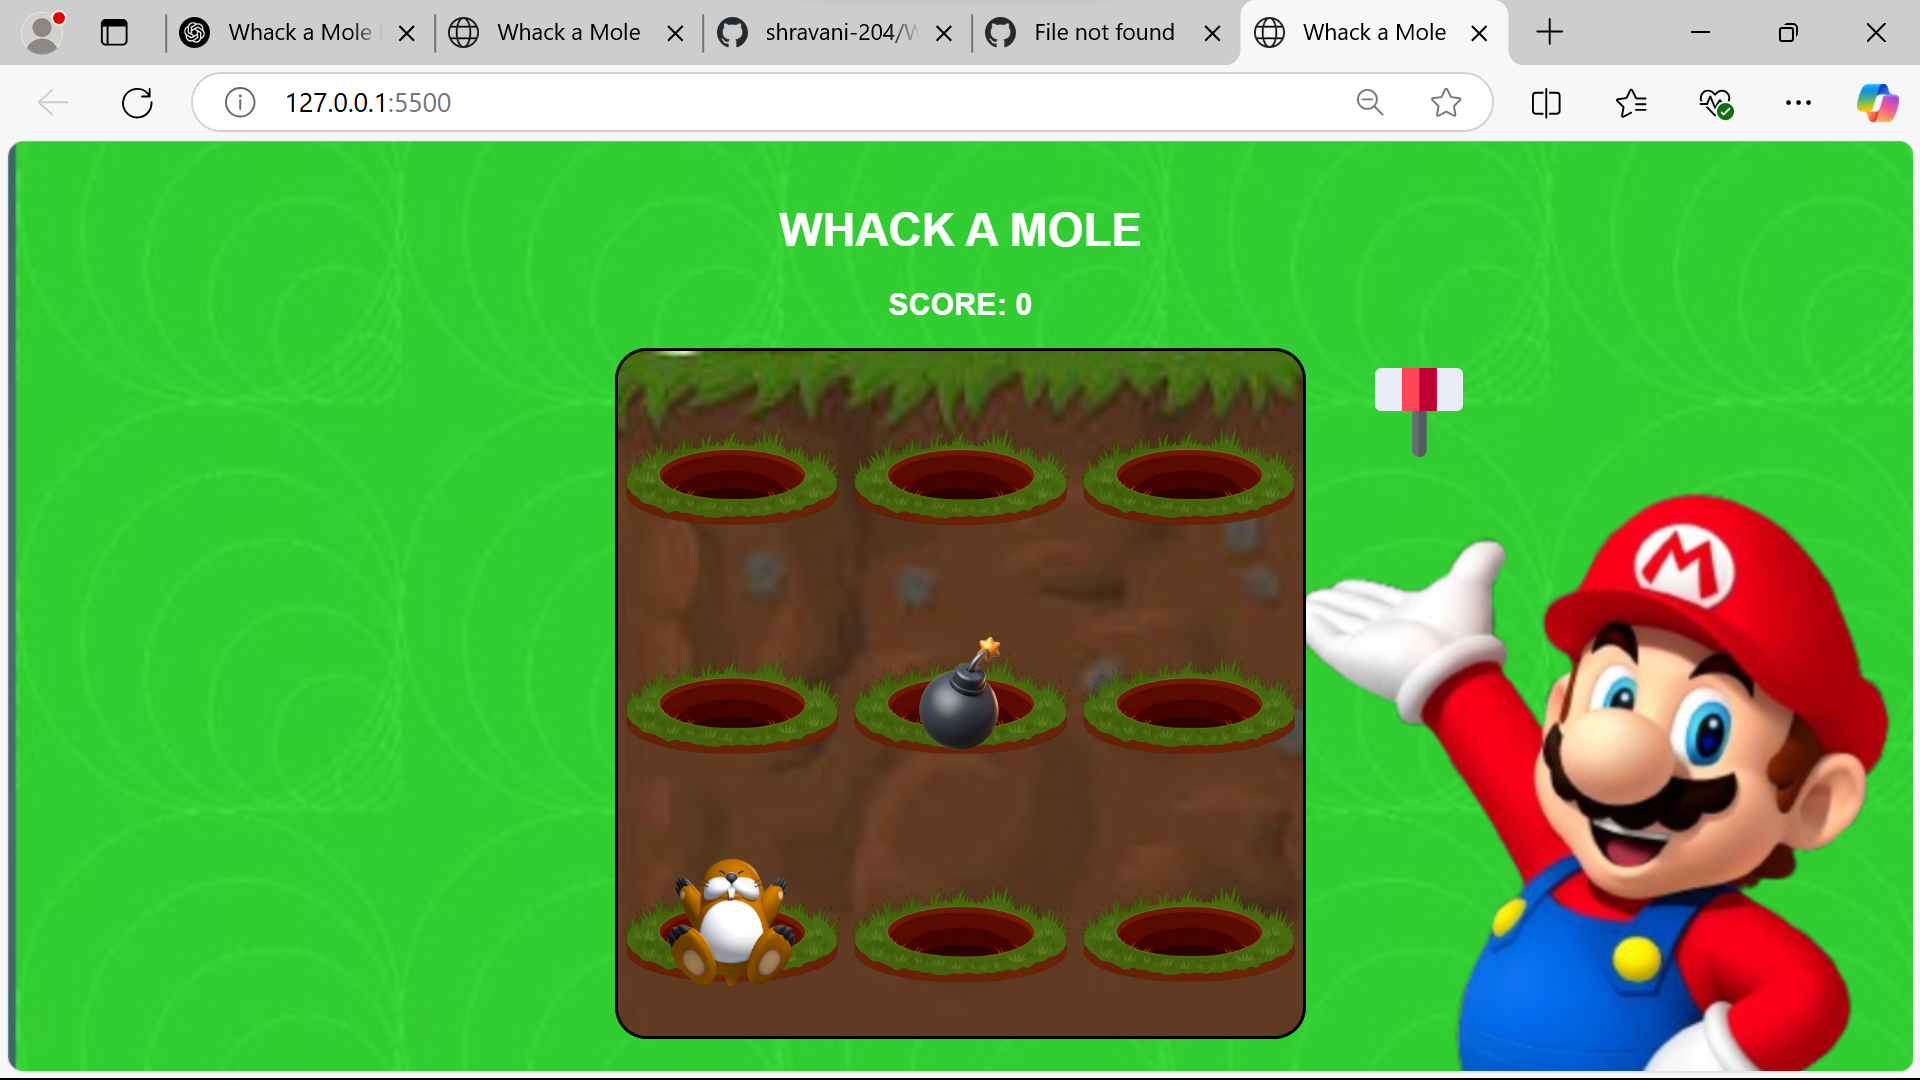 Whack a Mole
Whack a Mole
shravani-204/W
File not found
Whack a Mole
127.0.0.1:5500
WHACK A MOLE
SCORE: 0
M